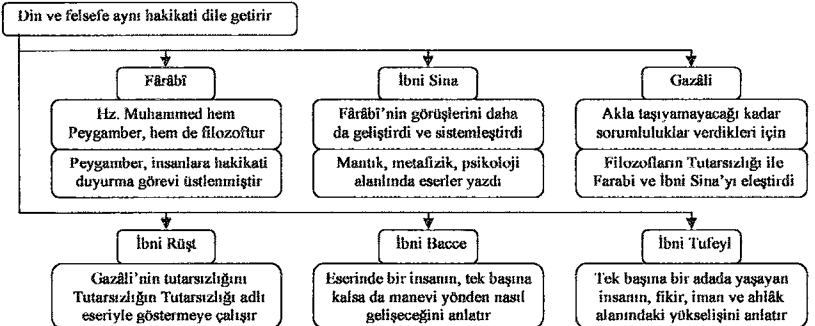 Din ve felsefe aynı hakikati dile getirir
Fârâbî
İbni Sina
Gazâli
Hz. Muhammed hem
Peygamber, hem de filozoftur
Fârâbî'nin görüşlerini daha
da geliştirdi ve sistemleştirdi
Akla taşıyamayacağı kadar
sorumluluklar verdikleri için
Peygamber, insanlara hakikati
duyurma görevi üstlenmiştir
Mantık, metafizik, psikoloji
alanlında eserler yazdı
Filozofların Tutarsızlığı ile
Farabi ve İbni Sina'yı eleştirdi
İbni Rüşt
İbni Bacce
İbni Tufeyl
Gazâli'nin tutarsızlığını
Tutarsızlığın Tutarsızlığı adlı
eseriyle göstermeye çalışır
Eserinde bir insanın, tek başına
kalsa da manevi yönden nasıl
gelişeceğini anlatır
Tek başına bir adada yaşayan
insanın, fikir, iman ve ahlâk
alanındaki yükselişini anlatır